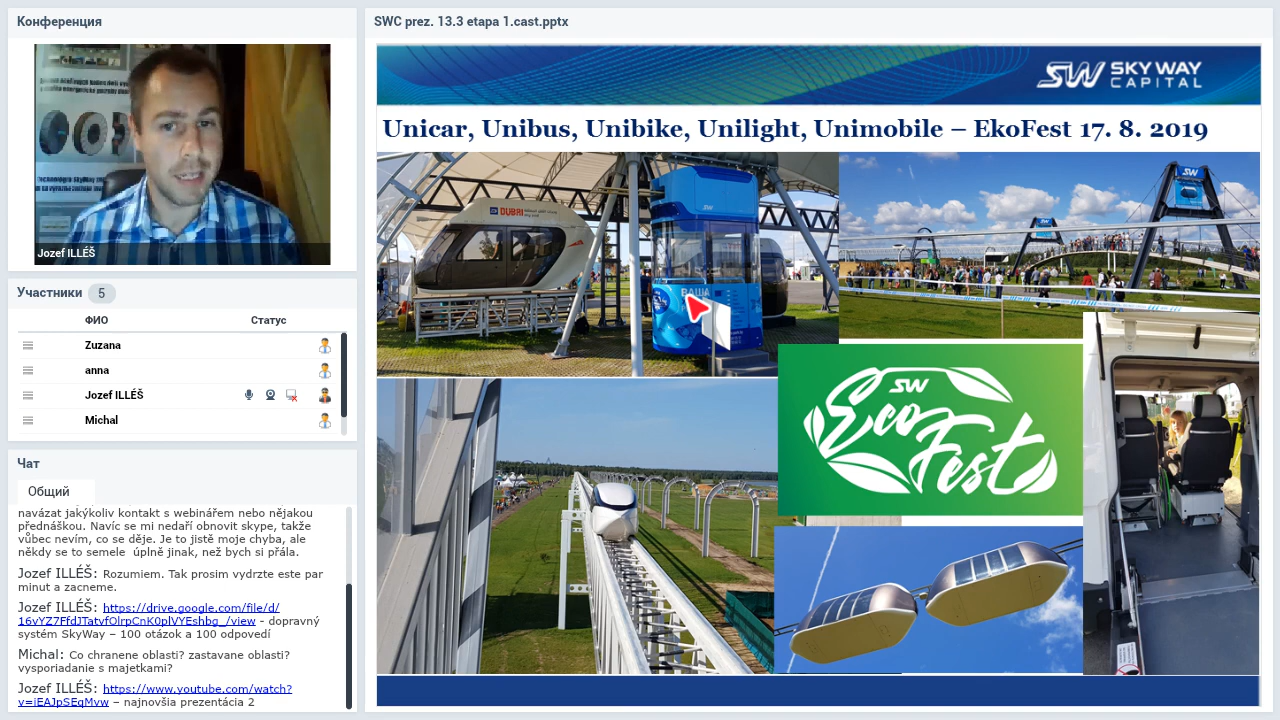 Конференция
Jozef ILLÉŠ
Участники 5
ФИО Статус
Zuzana
anna
Jozef ILLÉŠ
Michal
Чат
Общий
navázat jakýkoliv kontakt s webinářem nebo nějakou
přednáškou. Navíc se mi nedaří obnovit skype, takže
vůbec nevím, co se děje. Je to jistě moje chyba, ale
někdy se to semele úplně jinak, než bych si přála.
Jozef ILLÉŠ: Rozumiem. Tak prosim vydrzte este par
minut a zacneme.
Jozef ILLÉŠ: https://drive.google.com/file/d/
16vYZ7FfdJTatvfOlrpCnK0plVYEshbg_/view - dopravný
systém SkyWay – 100 otázok a 100 odpovedí
Michal: Co chranene oblasti? zastavane oblasti?
vysporiadanie s majetkami?
Jozef ILLÉŠ: https://www.youtube.com/watch?
v=iEAJpSEqMvw – najnovšia prezentácia 2
SWC prez. 13.3 etapa 1.cast.pptx
SW SKY WAY
CAPITAL
Unicar, Unibus, Unibike, Unilight, Unimobile – EkoFest 17. 8. 2019
DUBAI
SW
ВАША
SW
SW
SW
Eco
Fest